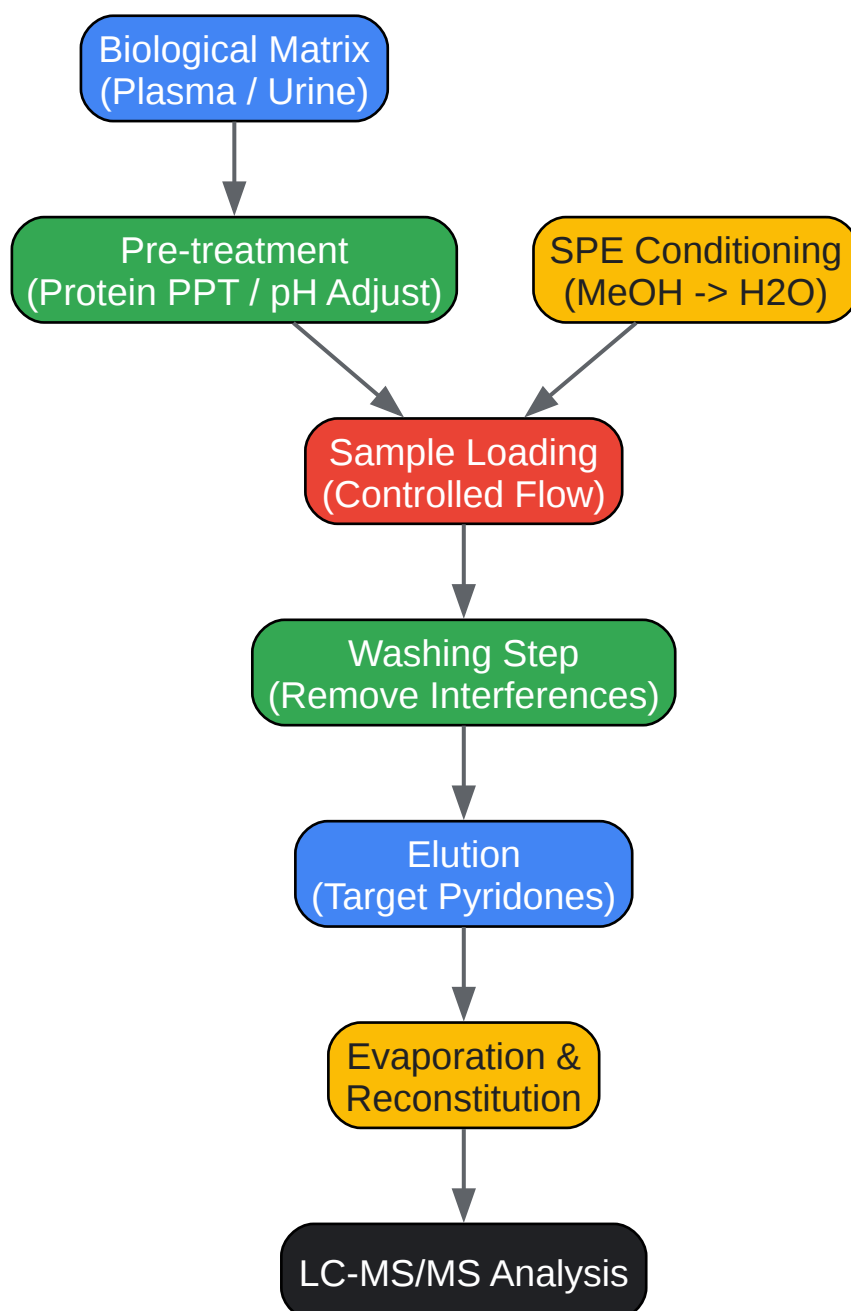 Biological Matrix
(Plasma / Urine)
Pre-treatment
(Protein PPT / pH Adjust)
SPE Conditioning
(MeOH -> H2O)
Sample Loading
(Controlled Flow)
Washing Step
(Remove Interferences)
Elution
(Target Pyridones)
Evaporation &
Reconstitution
LC-MS/MS Analysis